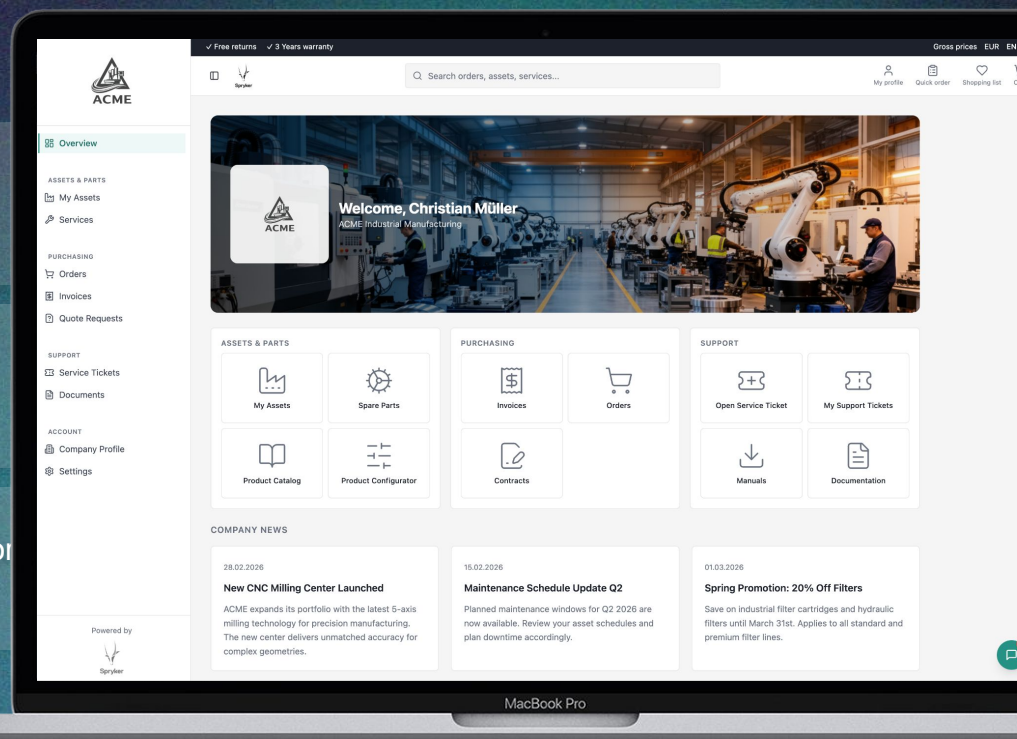 ✓ Free returns ✓ 3 Years warranty
Gross prices EUR EN
ACME
Spryker
Search orders, assets, services...
My profile
Quick order
Shopping list
Overview
ASSETS & PARTS
My Assets
Services
PURCHASING
Orders
Invoices
Quote Requests
SUPPORT
Service Tickets
Documents
ACCOUNT
Company Profile
Settings
Powered by
Spryker
ACME
Welcome, Christian Müller
ACME Industrial Manufacturing
ASSETS & PARTS
My Assets
Spare Parts
Product Catalog
Product Configurator
PURCHASING
Invoices
Orders
Contracts
SUPPORT
Open Service Ticket
My Support Tickets
Manuals
Documentation
COMPANY NEWS
28.02.2026
New CNC Milling Center Launched
ACME expands its portfolio with the latest 5-axis
milling technology for precision manufacturing.
The new center delivers unmatched accuracy for
complex geometries.
15.02.2026
Maintenance Schedule Update Q2
Planned maintenance windows for Q2 2026 are
now available. Review your asset schedules and
plan downtime accordingly.
01.03.2026
Spring Promotion: 20% Off Filters
Save on industrial filter cartridges and hydraulic
filters until March 31st. Applies to all standard and
premium filter lines.
MacBook Pro